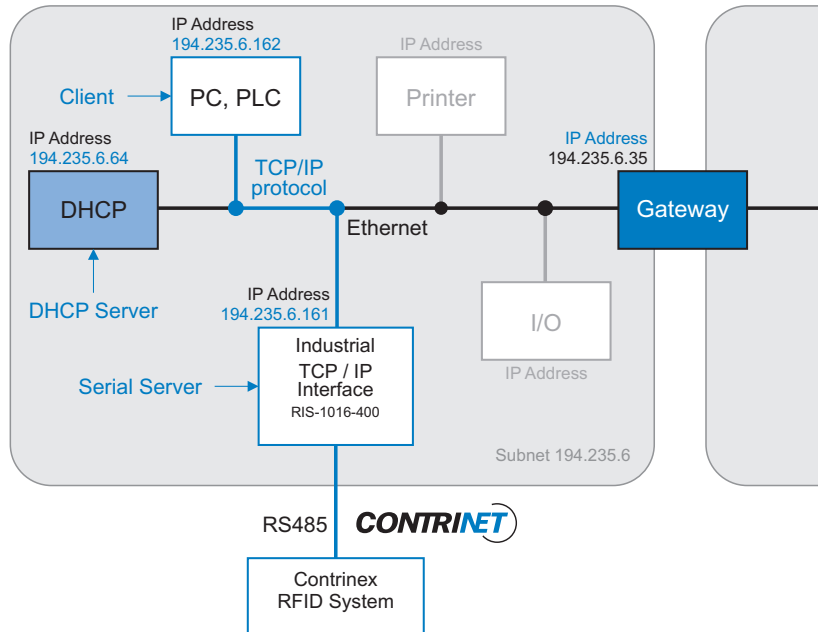 IP Address
194.235.6.162
Client
PC, PLC
IP Address
Printer
IP Address
194.235.6.64
DHCP
DHCP Server
TCP/IP
protocol
Ethernet
IP Address
194.235.6.35
Gateway
IP Address
194.235.6.161
Serial Server
Industrial
TCP / IP
Interface
RIS-1016-400
I/O
IP Address
Subnet 194.235.6
RS485
CONTRINET
Contrinex
RFID System